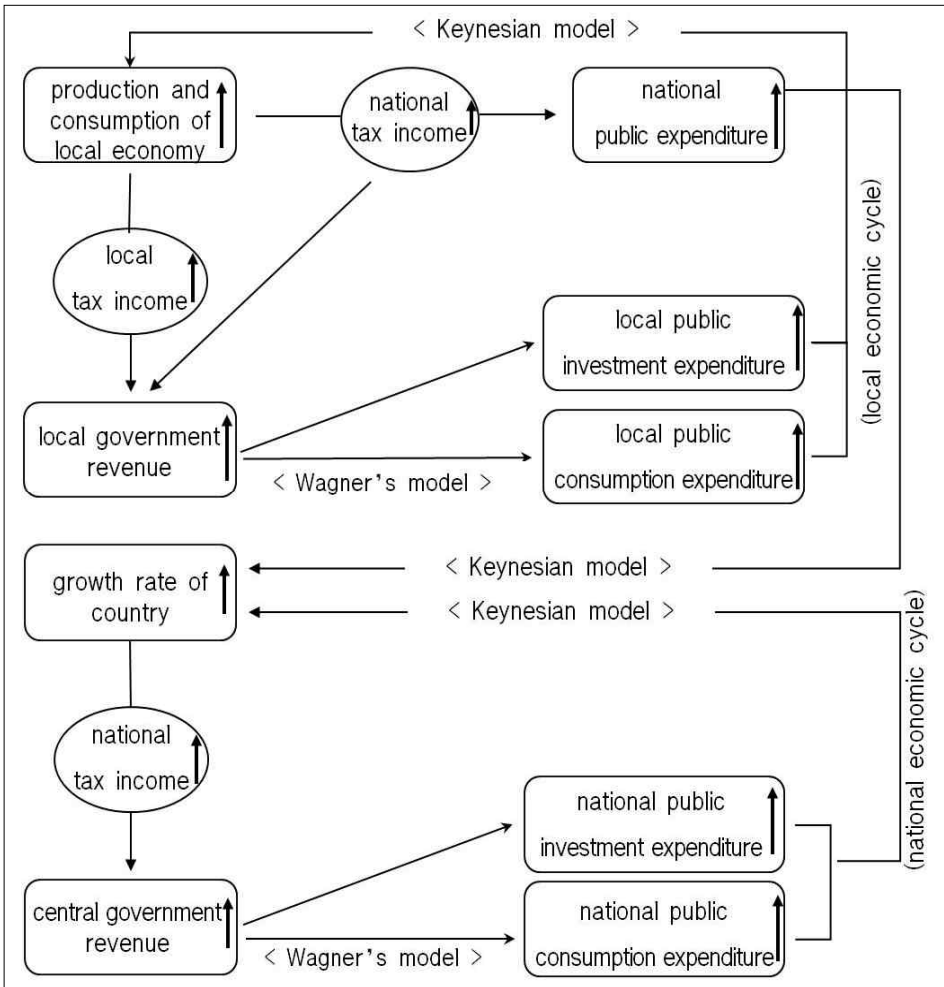 < Keynesian model >
production and
consumption of
local economy
national
tax income
national
public expenditure
local
tax income
(local economic cycle)
local public
investment expenditure
local government
revenue
local public
consumption expenditure
< Wagner's model >
< Keynesian model >
growth rate of
country
< Keynesian model >
(national economic cycle)
national
tax income
national public
investment expenditure
central government
revenue
national public
consumption expenditure
< Wagner's model >